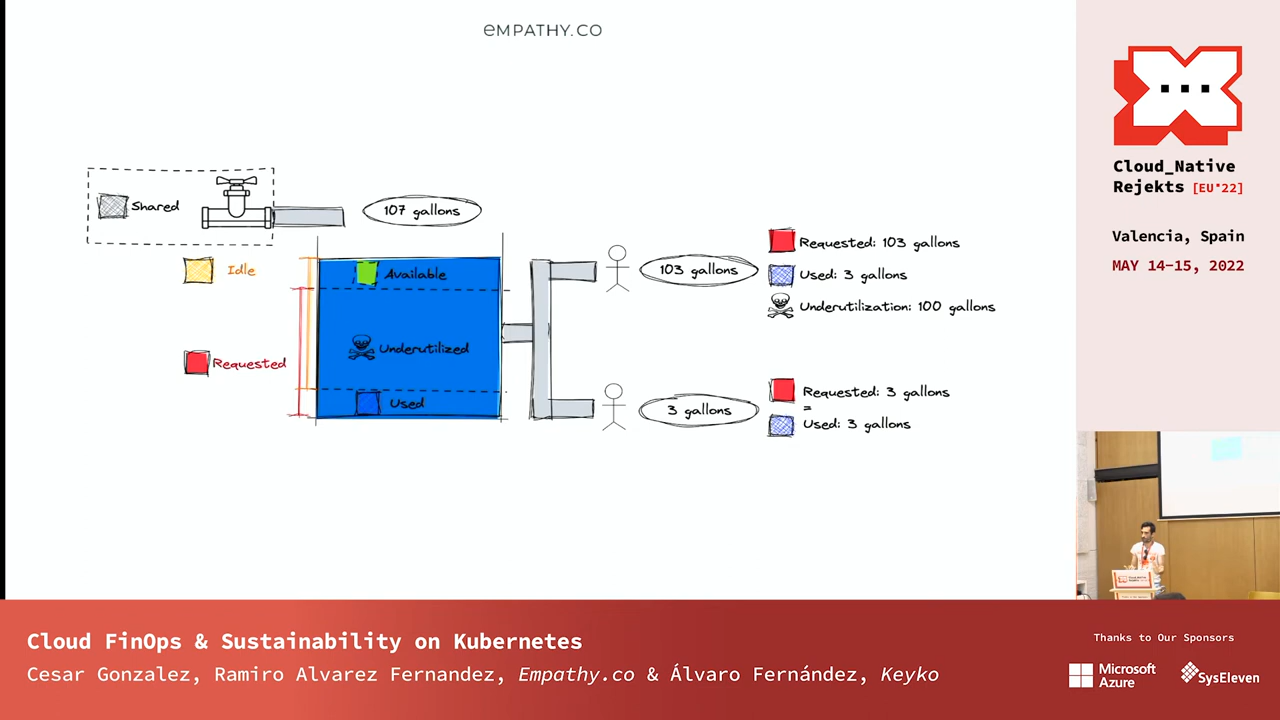 eMPATHY.CO
Shared
107 gallons
Idle
Available
Requested
Underutilized
Used
103 gallons
Requested: 103 gallons
Used: 3 gallons
Underutilization: 100 gallons
3 gallons
Requested: 3 gallons
=
Used: 3 gallons
Cloud_Native
Rejekts [EU*22]
Valencia, Spain
MAY 14-15, 2022
Cloud FinOps & Sustainability on Kubernetes
Cesar Gonzalez, Ramiro Alvarez Fernandez, Empathy.co & Álvaro Fernández, Keyko
Thanks to Our Sponsors
Microsoft
Azure
SysEleven